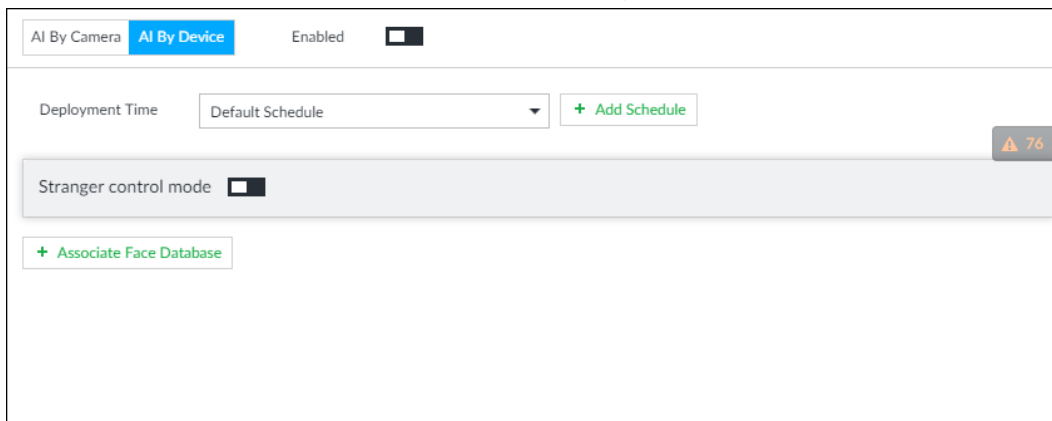 AI By Camera AI By Device Enabled
Deployment Time Default Schedule + Add Schedule
76
Stranger control mode
+ Associate Face Database